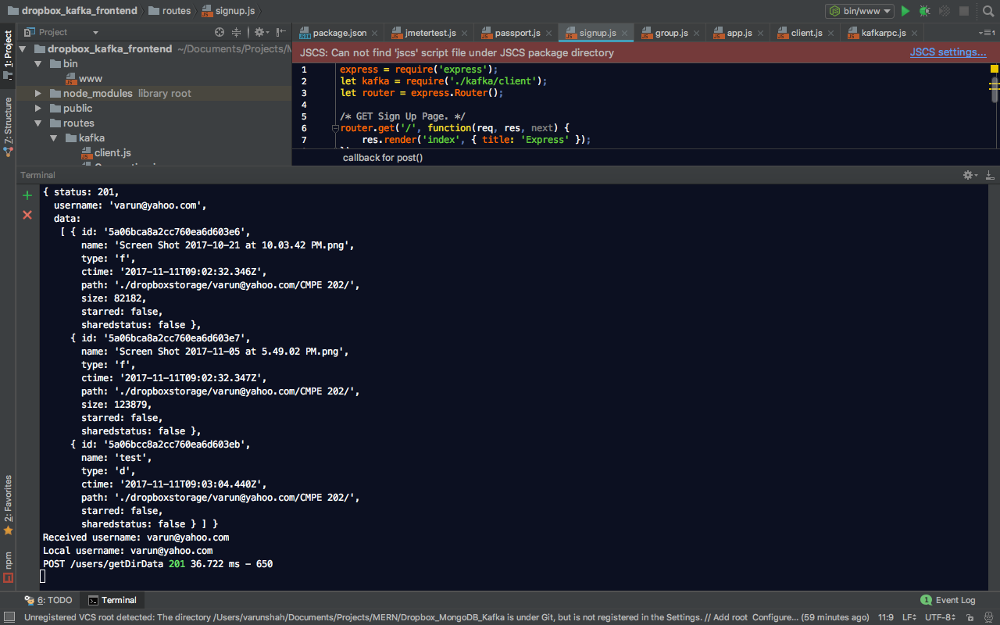 dropbox_kafka_frontend routes signup.js bin/www
1: Project
Project
package.json jmetertest.js passport.js signup.js group.js app.js client.js kafkarpc.js
dropbox_kafka_frontend ~/Documents/Projects/M
bin
www
node_modules library root
public
routes
kafka
client.js
JSCS: Can not find 'jscs' script file under JSCS package directory JSCS settings...
1 express = require('express');
2 let kafka = require('./kafka/client');
3 let router = express.Router();
4
5 /* GET Sign Up Page. */
6 router.get('/', function(req, res, next) {
7 res.render('index', { title: 'Express' });
callback for post()
Z: Structure
Terminal
{ status: 201,
username: 'varun@yahoo.com',
data:
[ { id: '5a06bca8a2cc760ea6d603e6',
name: 'Screen Shot 2017-10-21 at 10.03.42 PM.png',
type: 'f',
ctime: '2017-11-11T09:02:32.346Z',
path: './dropboxstorage/varun@yahoo.com/CMPE 202/',
size: 82182,
starred: false,
sharedstatus: false },
{ id: '5a06bca8a2cc760ea6d603e7',
name: 'Screen Shot 2017-11-05 at 5.49.02 PM.png',
type: 'f',
ctime: '2017-11-11T09:02:32.347Z',
path: './dropboxstorage/varun@yahoo.com/CMPE 202/',
size: 123879,
starred: false,
sharedstatus: false },
{ id: '5a06bcc8a2cc760ea6d603eb',
name: 'test',
type: 'd',
ctime: '2017-11-11T09:03:04.440Z',
path: './dropboxstorage/varun@yahoo.com/CMPE 202/',
starred: false,
sharedstatus: false } ] }
Received username: varun@yahoo.com
Local username: varun@yahoo.com
POST /users/getDirData 201 36.722 ms - 650
2: Favorites
npm
6: TODO Terminal 1 Event Log
Unregistered VCS root detected: The directory /Users/varunshah/Documents/Projects/MERN/Dropbox_MongoDB_Kafka is under Git, but is not registered in the Settings. // Add root Configure... (59 minutes ago) 11:9 LF UTF-8